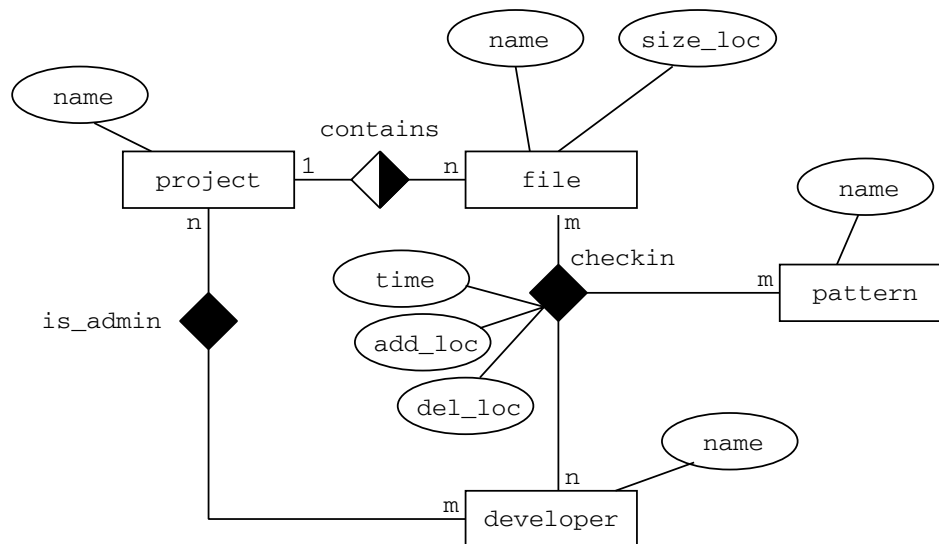 name
size_loc
name
contains
project
1
n
file
name
n
m
checkin
time
m
pattern
is_admin
add_loc
del_loc
name
n
m
developer